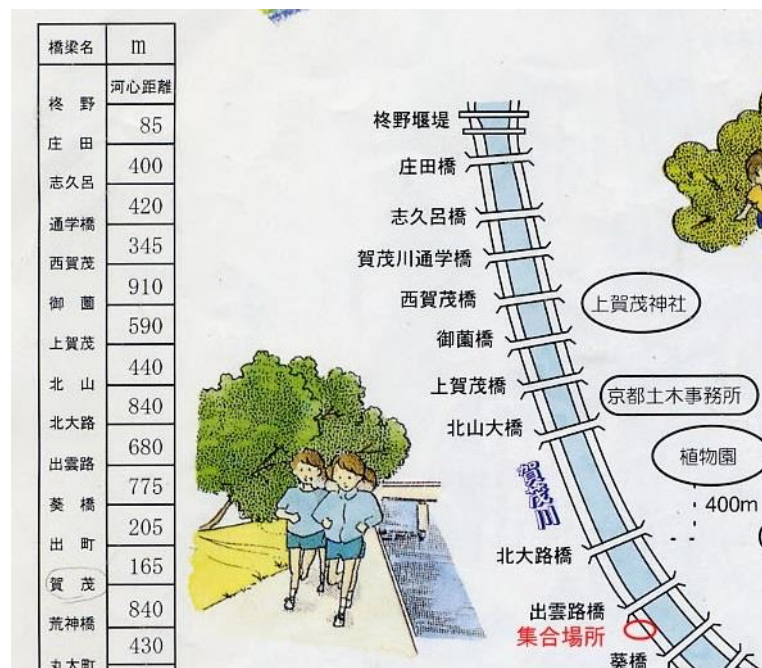 橋梁名 m
河心距離
柊野
85
庄田
400
志久呂
420
通学橋
345
西賀茂
910
御薗
590
上賀茂
440
北山
840
北大路
680
出雲路
775
葵橋
205
出町
165
賀茂
840
荒神橋
430
丸太町
柊野堰堤
庄田橋
志久呂橋
賀茂川通学橋
西賀茂橋
上賀茂神社
御薗橋
上賀茂橋
京都土木事務所
北山大橋
植物園
賀茂川
400m
北大路橋
出雲路橋
集合場所
葵橋